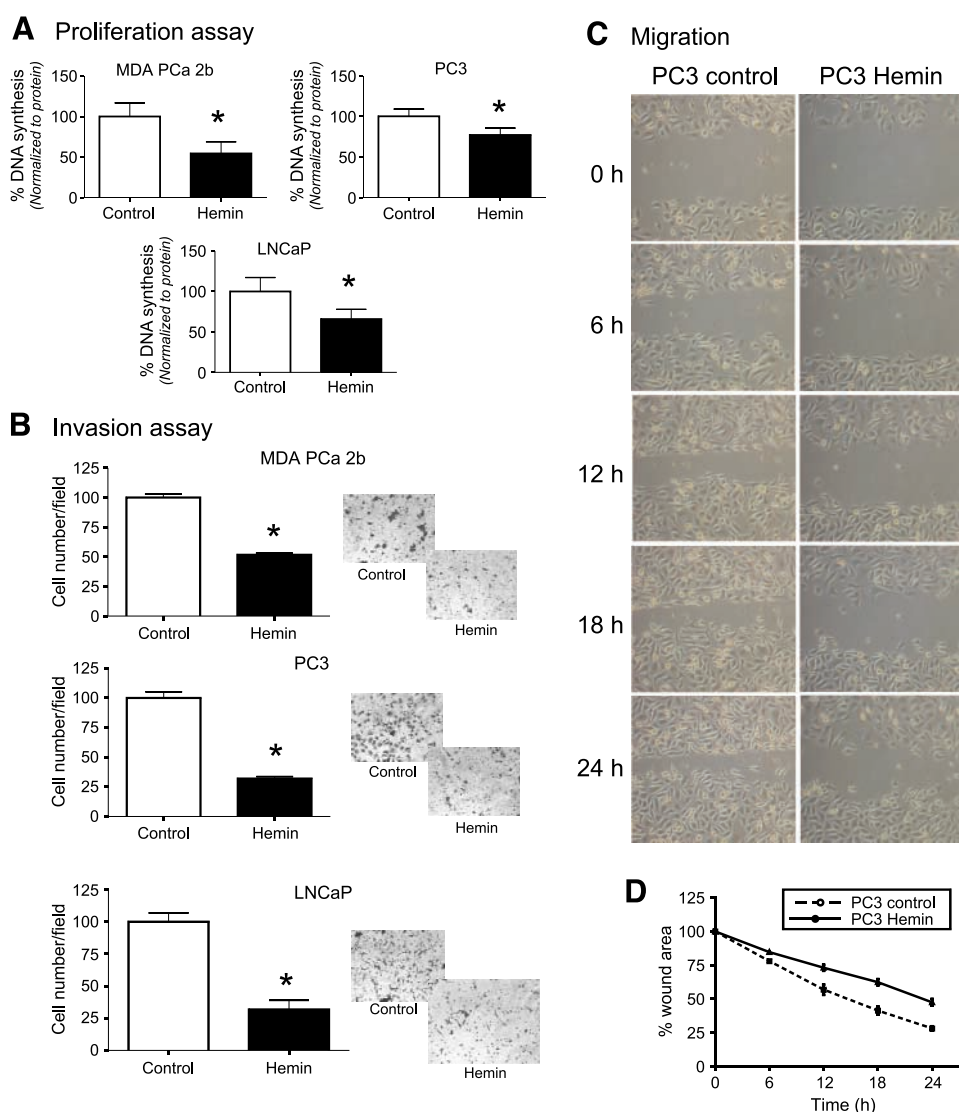 A Proliferation assay
MDA PCa 2b
% DNA synthesis
(Normalized to protein)
150
100
50
0
Control
Hemin
*
PC3
% DNA synthesis
(Normalized to protein)
150
100
50
0
Control
Hemin
*
LNCaP
% DNA synthesis
(Normalized to protein)
150
100
50
0
Control
Hemin
*
B Invasion assay
MDA PCa 2b
Cell number/field
125
100
75
50
25
0
Control
Hemin
*
Control
Hemin
PC3
Cell number/field
125
100
75
50
25
0
Control
Hemin
*
Control
Hemin
LNCaP
Cell number/field
125
100
75
50
25
0
Control
Hemin
*
Control
Hemin
C Migration
PC3 control
PC3 Hemin
0 h
6 h
12 h
18 h
24 h
D
PC3 control
PC3 Hemin
% wound area
125
100
75
50
25
0
0
6
12
18
24
Time (h)